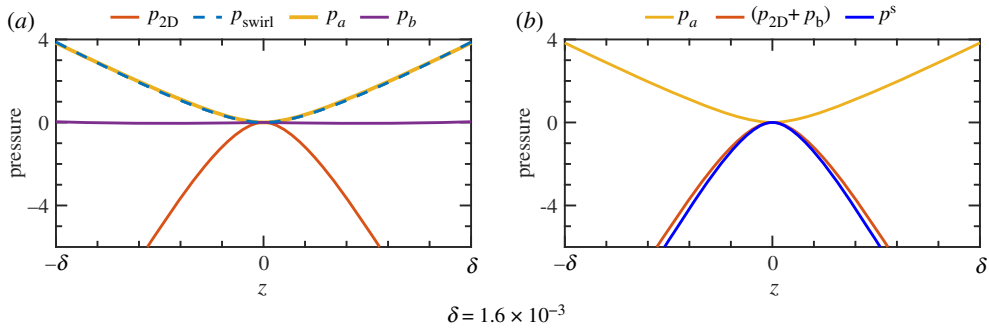 (a) p2D pswirl pa pb
4
0
−4
pressure
−δ 0 δ
z
(b) pa (p2D + pb) ps
4
0
-4
pressure
−δ 0 δ
z
δ = 1.6 × 10−3